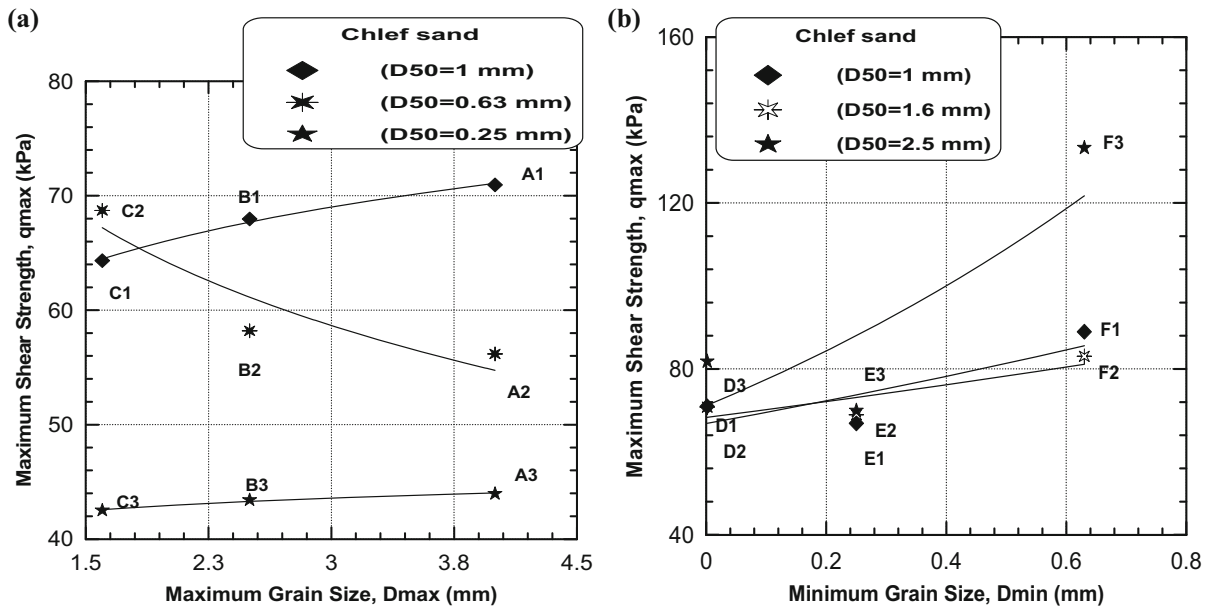 (a)
Chlef sand
(D50=1 mm)
(D50=0.63 mm)
(D50=0.25 mm)
Maximum Shear Strength, qmax (kPa)
80
70
60
50
40
1.5
2.3
3
3.8
4.5
Maximum Grain Size, Dmax (mm)
A1
B1
C2
C1
B2
A2
A3
B3
C3
(b)
Chlef sand
(D50=1 mm)
(D50=1.6 mm)
(D50=2.5 mm)
Maximum Shear Strength, qmax (kPa)
160
120
80
40
0
0.2
0.4
0.6
0.8
Minimum Grain Size, Dmin (mm)
F3
F1
F2
E3
D3
E2
D1
E1
D2